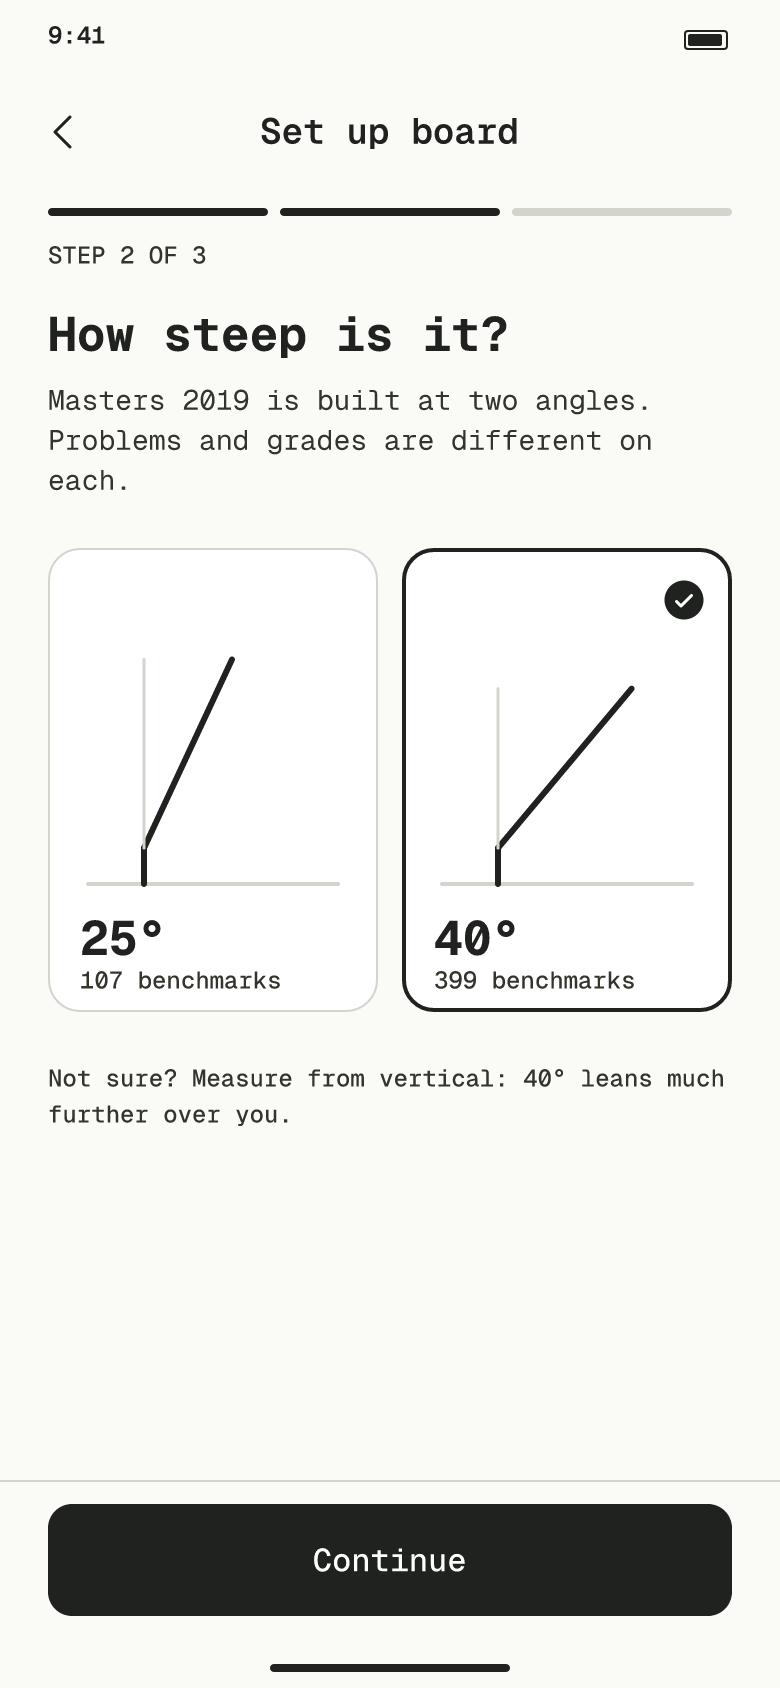 9:41
Set up board
STEP 2 OF 3
How steep is it?
Masters 2019 is built at two angles.
Problems and grades are different on
each.
25°
107 benchmarks
40°
399 benchmarks
Not sure? Measure from vertical: 40° leans much
further over you.
Continue